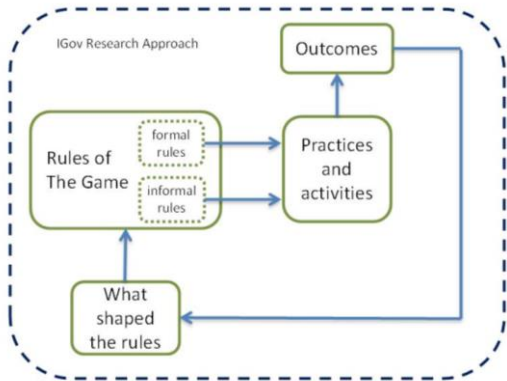 IGov Research Approach
Outcomes
Rules of
The Game
formal
rules
informal
rules
Practices
and
activities
What
shaped
the rules